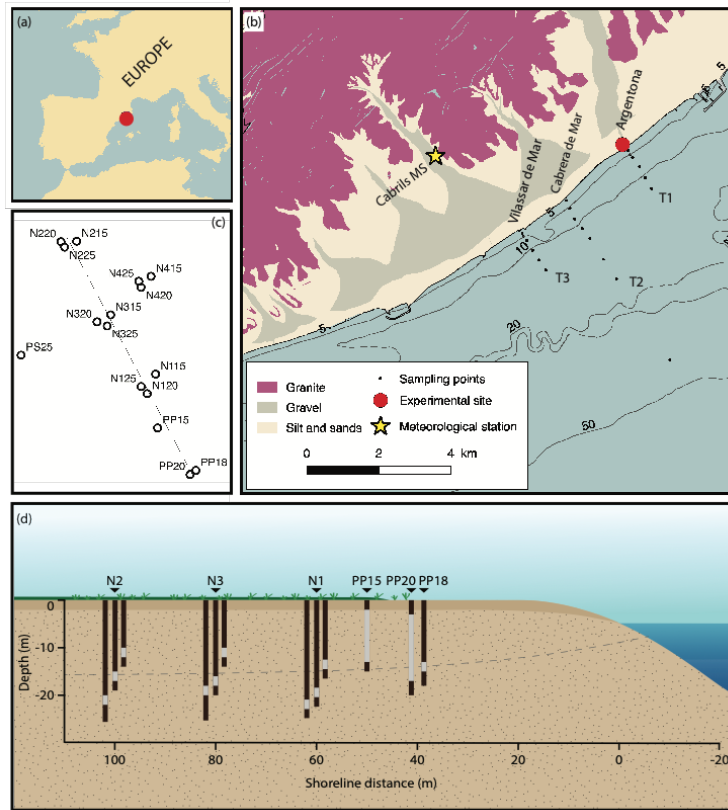 (a)
EUROPE
(b)
Cabrils MS
Vilassar de Mar
Cabrera de Mar
Argentona
T1
T2
T3
5
5
5
5
10
20
50
Granite
Gravel
Silt and sands
Sampling points
Experimental site
Meteorological station
0 2 4 km
(c)
N220 N215
N225
N425 N415
N420
N320 N315
N325
PS25
N115
N125 N120
PP15
PP20 PP18
(d)
N2 N3 N1 PP15 PP20 PP18
Depth (m)
0
-10
-20
100 80 60 40 20 0 -20
Shoreline distance (m)